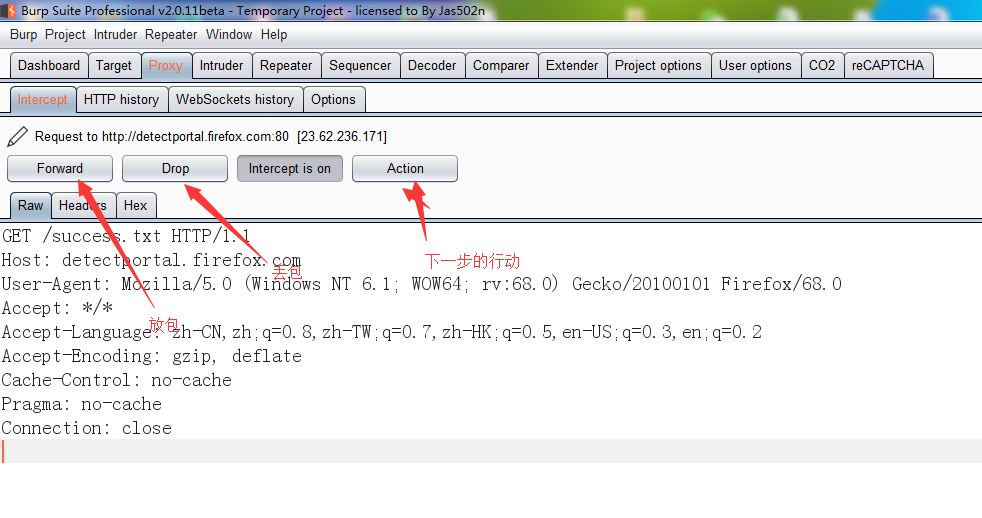 Burp Suite Professional v2.0.11beta - Temporary Project - licensed to By Jas502n
Burp Project Intruder Repeater Window Help
Dashboard Target Proxy Intruder Repeater Sequencer Decoder Comparer Extender Project options User options CO2 reCAPTCHA
Intercept HTTP history WebSockets history Options
Request to http://detectportal.firefox.com:80 [23.62.236.171]
Forward Drop Intercept is on Action
Raw Headers Hex
GET /success.txt HTTP/1.1
Host: detectportal.firefox.com
丢包
下一步的行动
User-Agent: Mozilla/5.0 (Windows NT 6.1; WOW64; rv:68.0) Gecko/20100101 Firefox/68.0
Accept: */*
放包
Accept-Language: zh-CN,zh;q=0.8,zh-TW;q=0.7,zh-HK;q=0.5,en-US;q=0.3,en;q=0.2
Accept-Encoding: gzip, deflate
Cache-Control: no-cache
Pragma: no-cache
Connection: close